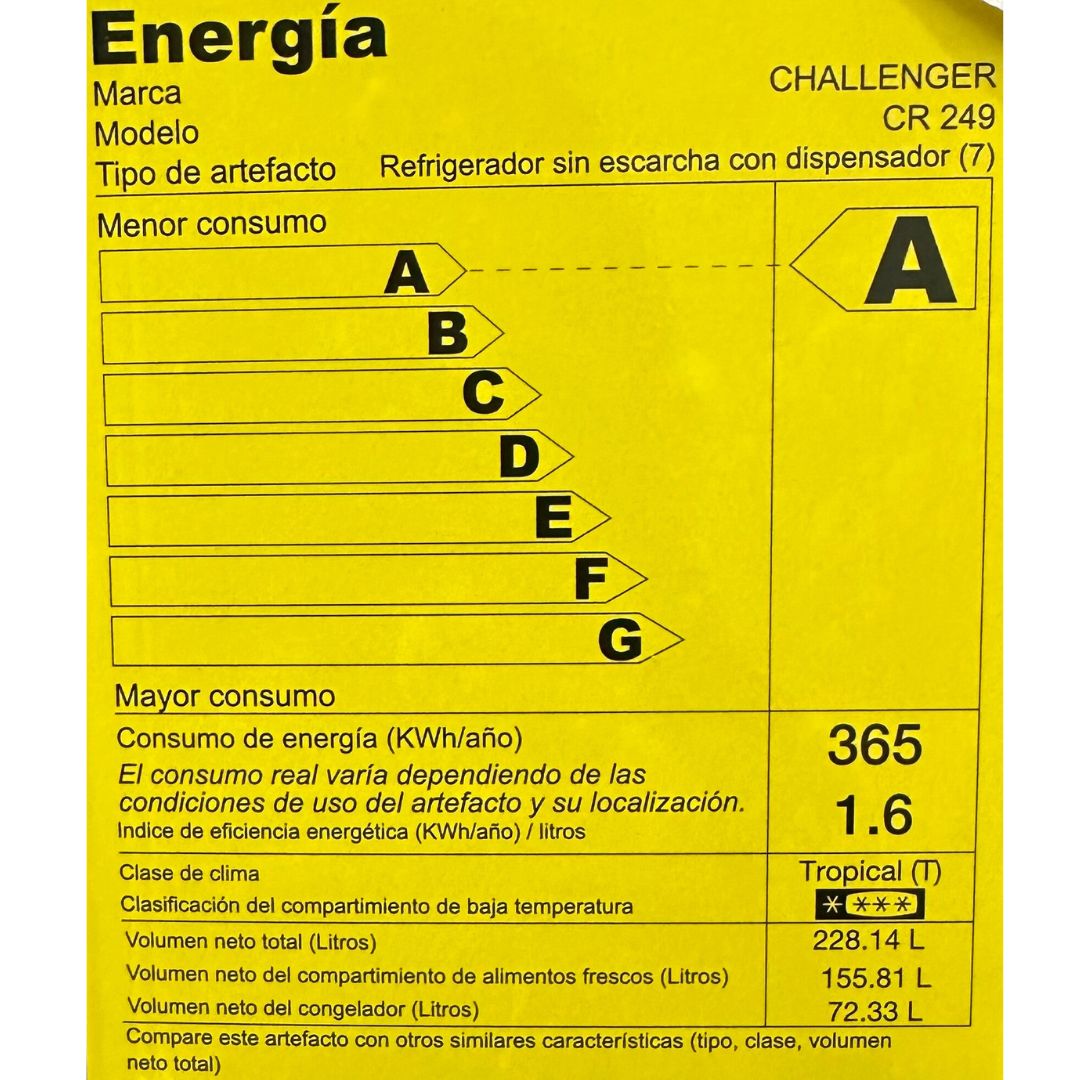 Energía
Marca CHALLENGER
Modelo CR 249
Tipo de artefacto Refrigerador sin escarcha con dispensador (7)
Menor consumo
A A
B
C
D
E
F
G
Mayor consumo
Consumo de energía (KWh/año) 365
El consumo real varía dependiendo de las
condiciones de uso del artefacto y su localización.
Indice de eficiencia energética (KWh/año) / litros 1.6
Clase de clima Tropical (T)
Clasificación del compartimiento de baja temperatura
Volumen neto total (Litros) 228.14 L
Volumen neto del compartimiento de alimentos frescos (Litros) 155.81 L
Volumen neto del congelador (Litros) 72.33 L
Compare este artefacto con otros similares características (tipo, clase, volumen
neto total)